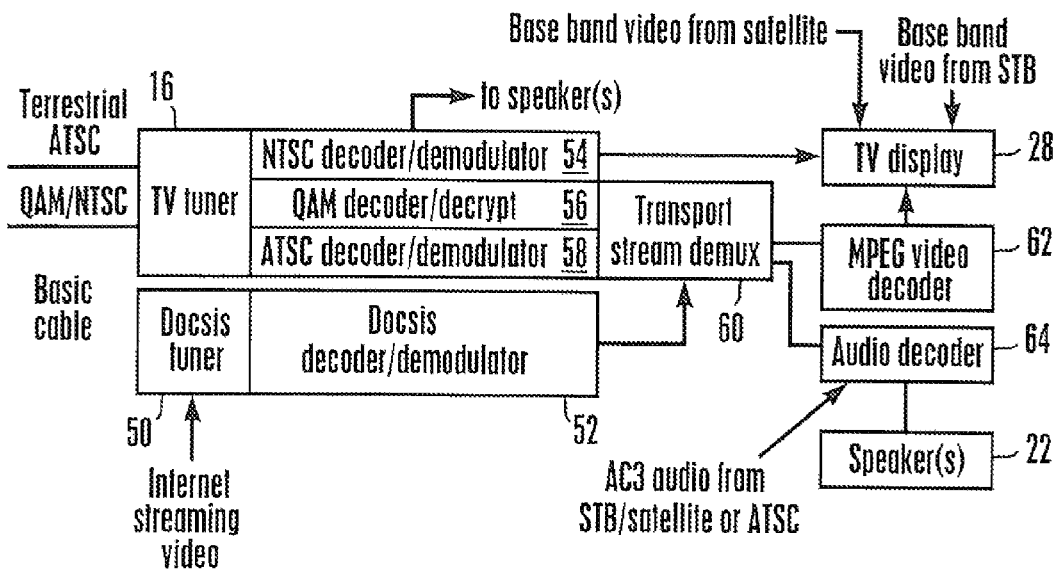 Base band video from satellite
Base band
video from STB
16
to speaker(s)
Terrestrial
ATSC
QAM/NTSC
TV tuner
NTSC decoder/demodulator 54
QAM decoder/decrypt 56
ATSC decoder/demodulator 58
Transport
stream demux
60
TV display
28
MPEG video
decoder
62
Basic
cable
Docsis
tuner
50
Docsis
decoder/demodulator
52
Audio decoder
64
Speaker(s)
22
Internet
streaming
video
AC3 audio from
STB/satellite or ATSC